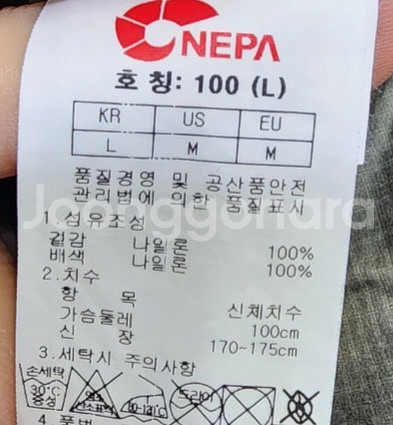 NEPA
호 칭: 100 (L)
KR US EU
L M M
품질경영 및 공산품안전
관리법에 의한 품질표시
Joonggonara
1.섬유조성
겉감 나일론 100%
배색 나일론 100%
2.치수
항 목 신체치수
가슴둘레 100cm
신 장 170~175cm
3.세탁시 주의사항
손세탁
30℃
중성
드라이